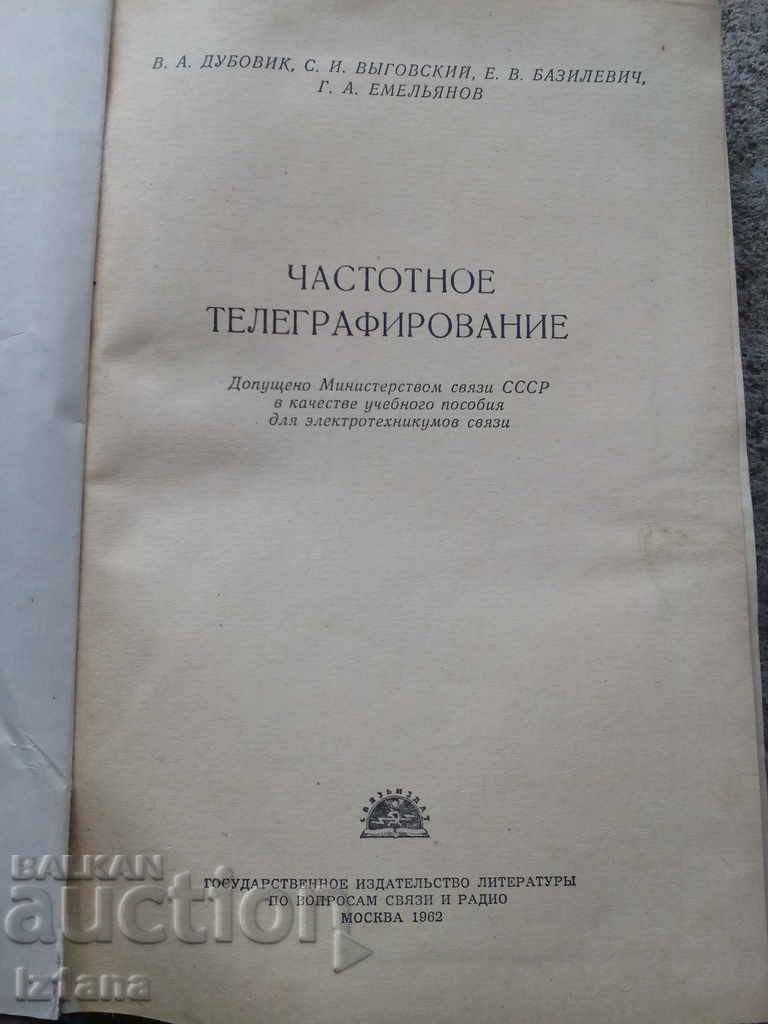 В. А. ДУБОВИК, С. И. ВЫГОВСКИЙ, Е. В. БАЗИЛЕВИЧ,
Г. А. ЕМЕЛЬЯНОВ
ЧАСТОТНОЕ
ТЕЛЕГРАФИРОВАНИЕ
Допущено Министерством связи СССР
в качестве учебного пособия
для электротехникумов связи
СВЯЗЬИЗДАТ
ГОСУДАРСТВЕННОЕ ИЗДАТЕЛЬСТВО ЛИТЕРАТУРЫ
ПО ВОПРОСАМ СВЯЗИ И РАДИО
МОСКВА 1962
BALKAN
auction
Iztana